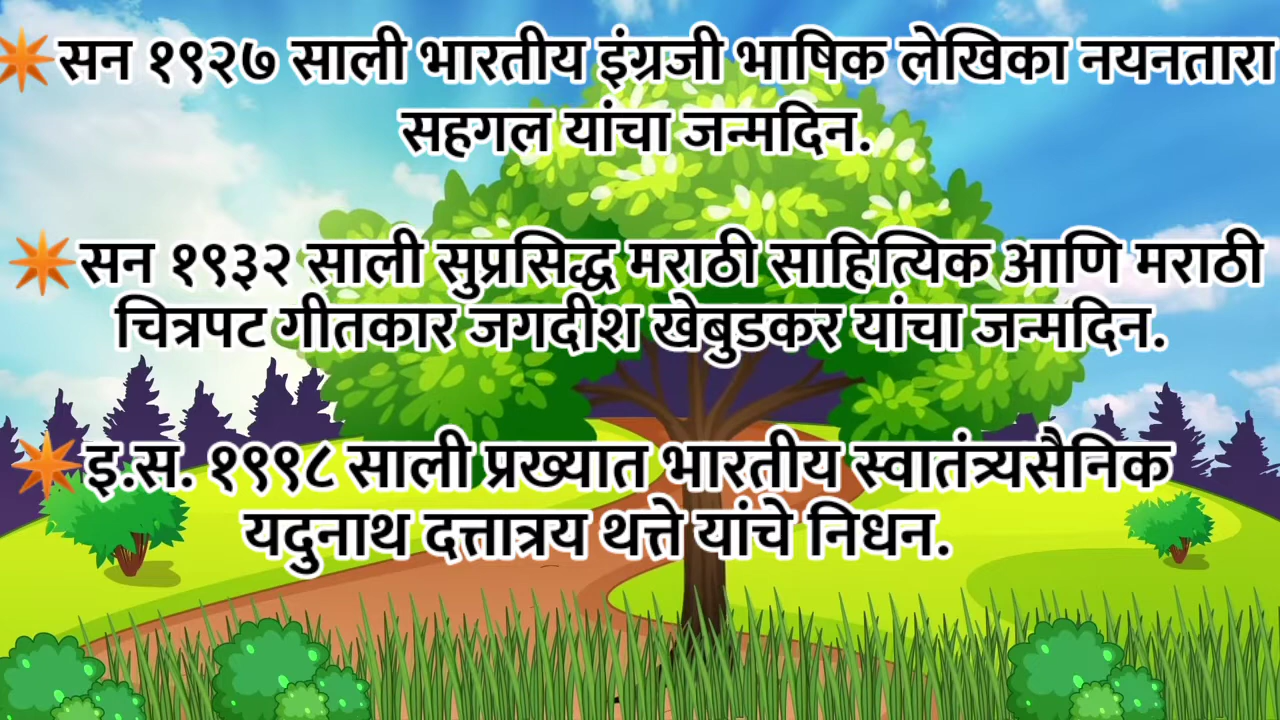 सन १९२७ साली भारतीय इंग्रजी भाषिक लेखिका नयनतारा
सहगल यांचा जन्मदिन.
सन १९३२ साली सुप्रसिद्ध मराठी साहित्यिक आणि मराठी
चित्रपट गीतकार जगदीश खेबुडकर यांचा जन्मदिन.
इ.स. १९९८ साली प्रख्यात भारतीय स्वातंत्र्यसैनिक
यदुनाथ दत्तात्रय थत्ते यांचे निधन.